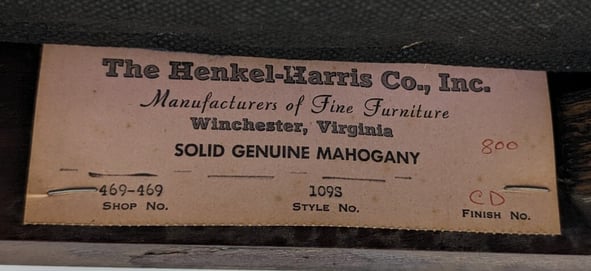 The Henkel-Harris Co., Inc.
Manufacturers of Fine Furniture
Winchester, Virginia
SOLID GENUINE MAHOGANY
800
469-469 109S CD
SHOP NO. STYLE NO. FINISH NO.